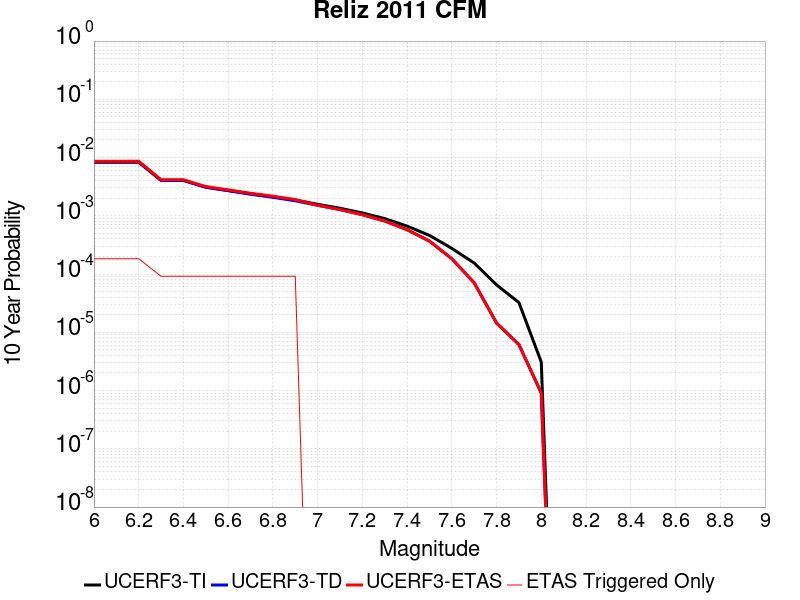 Reliz 2011 CFM
10 0
10 -1
10 -2
10 -3
10 -4
10 -5
10 -6
10 -7
10 -8
10 Year Probability
6 6.2 6.4 6.6 6.8 7 7.2 7.4 7.6 7.8 8 8.2 8.4 8.6 8.8 9
Magnitude
UCERF3-TI UCERF3-TD UCERF3-ETAS ETAS Triggered Only